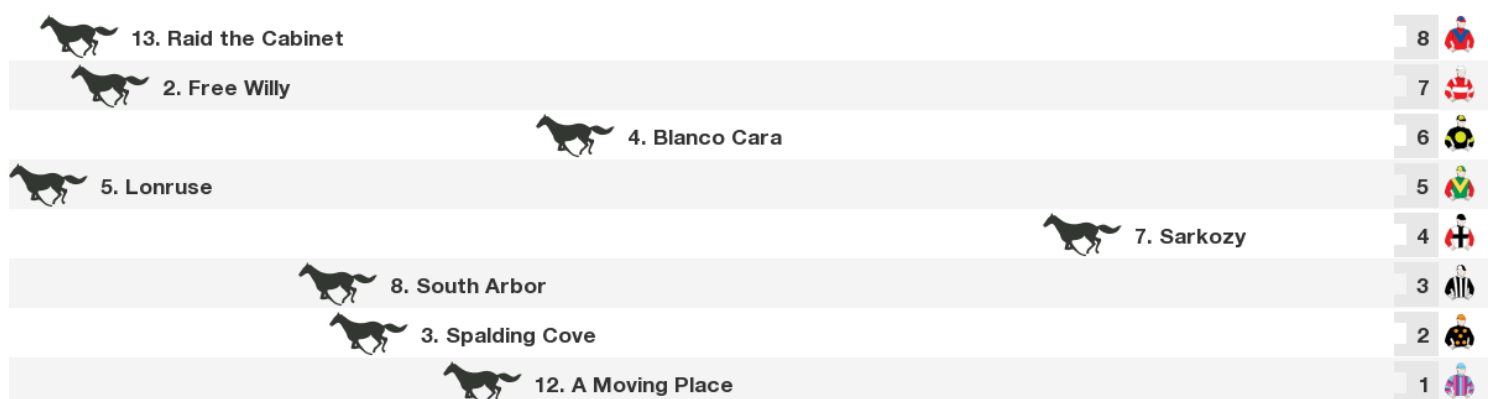 13. Raid the Cabinet 8
2. Free Willy 7
4. Blanco Cara 6
5. Lonruse 5
7. Sarkozy 4
8. South Arbor 3
3. Spalding Cove 2
12. A Moving Place 1